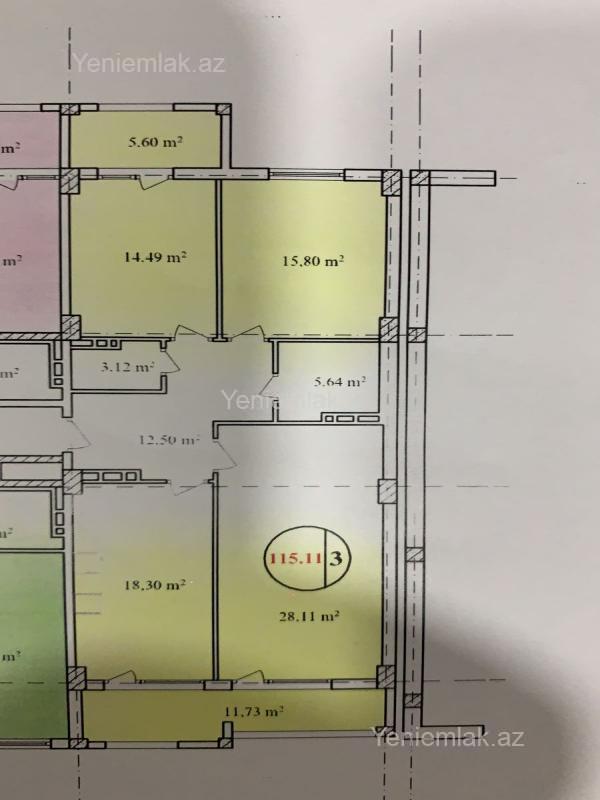 Yeniemlak.az
5.60 m²
m²
14.49 m²
15,80 m²
m²
3.12 m²
5.64 m²
m²
Yeniemlak.az
12.50 m²
m²
115.11 3
18,30 m²
28.11 m²
m²
11,73 m²
Yeniemlak.az